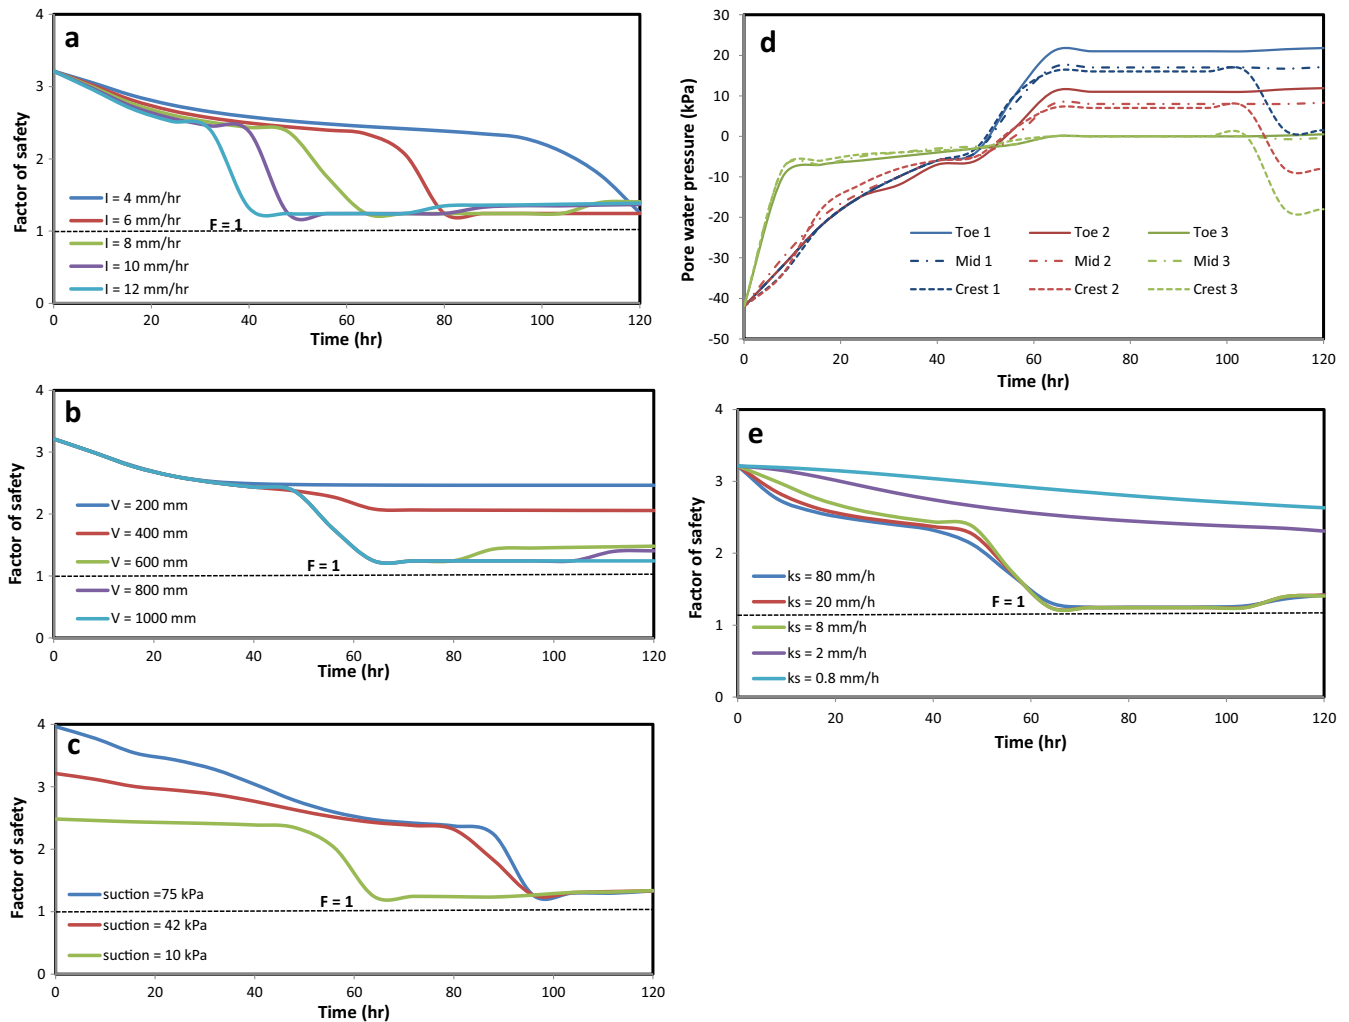 a
4
3
2
1
0
Factor of safety
I = 4 mm/hr
I = 6 mm/hr
I = 8 mm/hr
I = 10 mm/hr
I = 12 mm/hr
F = 1
0 20 40 60 80 100 120
Time (hr)
b
4
3
2
1
0
Factor of safety
V = 200 mm
V = 400 mm
V = 600 mm
V = 800 mm
V = 1000 mm
F = 1
0 20 40 60 80 100 120
Time (hr)
c
4
3
2
1
0
Factor of safety
suction =75 kPa
suction = 42 kPa
suction = 10 kPa
F = 1
0 20 40 60 80 100 120
Time (hr)
d
30
20
10
0
-10
-20
-30
-40
-50
Pore water pressure (kPa)
Toe 1 Toe 2 Toe 3
Mid 1 Mid 2 Mid 3
Crest 1 Crest 2 Crest 3
0 20 40 60 80 100 120
Time (hr)
e
4
3
2
1
0
Factor of safety
ks = 80 mm/h
ks = 20 mm/h
ks = 8 mm/h
ks = 2 mm/h
ks = 0.8 mm/h
F = 1
0 20 40 60 80 100 120
Time (hr)